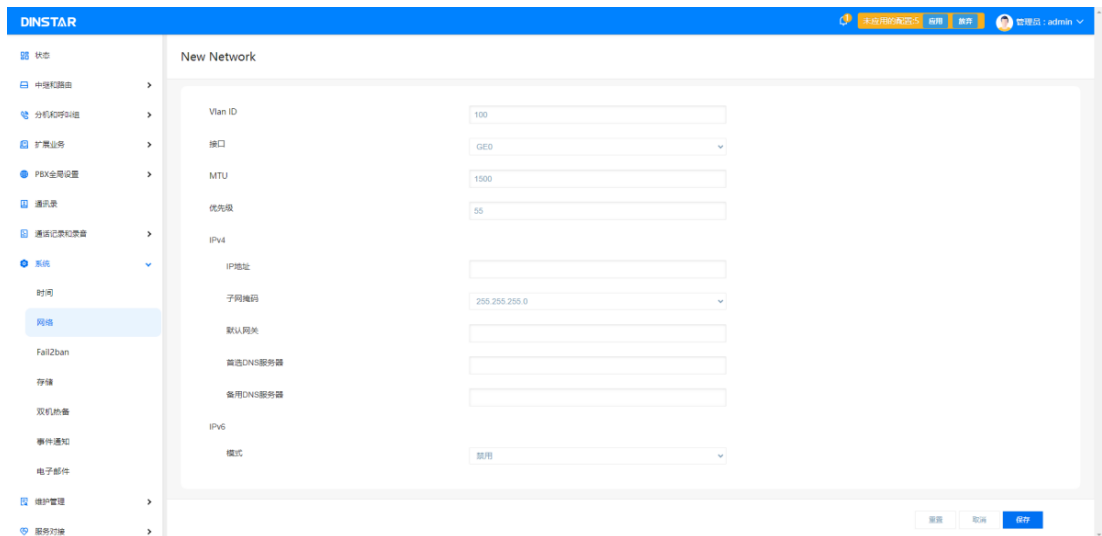 DINSTAR
未应用的配置:5 应用 放弃
管理员 : admin
状态
中继和路由
分机和呼叫组
扩展业务
PBX全局设置
通讯录
通话记录和录音
系统
时间
网络
Fail2ban
存储
双机热备
事件通知
电子邮件
维护管理
服务对接
New Network
Vlan ID
100
接口
GE0
MTU
1500
优先级
55
IPv4
IP地址
子网掩码
255.255.255.0
默认网关
首选DNS服务器
备用DNS服务器
IPv6
模式
禁用
重置 取消 保存